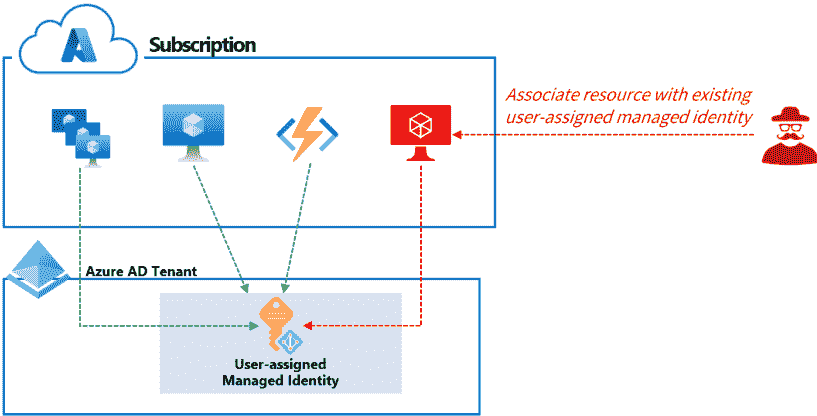 Subscription
Associate resource with existing
user-assigned managed identity
Azure AD Tenant
User-assigned
Managed Identity